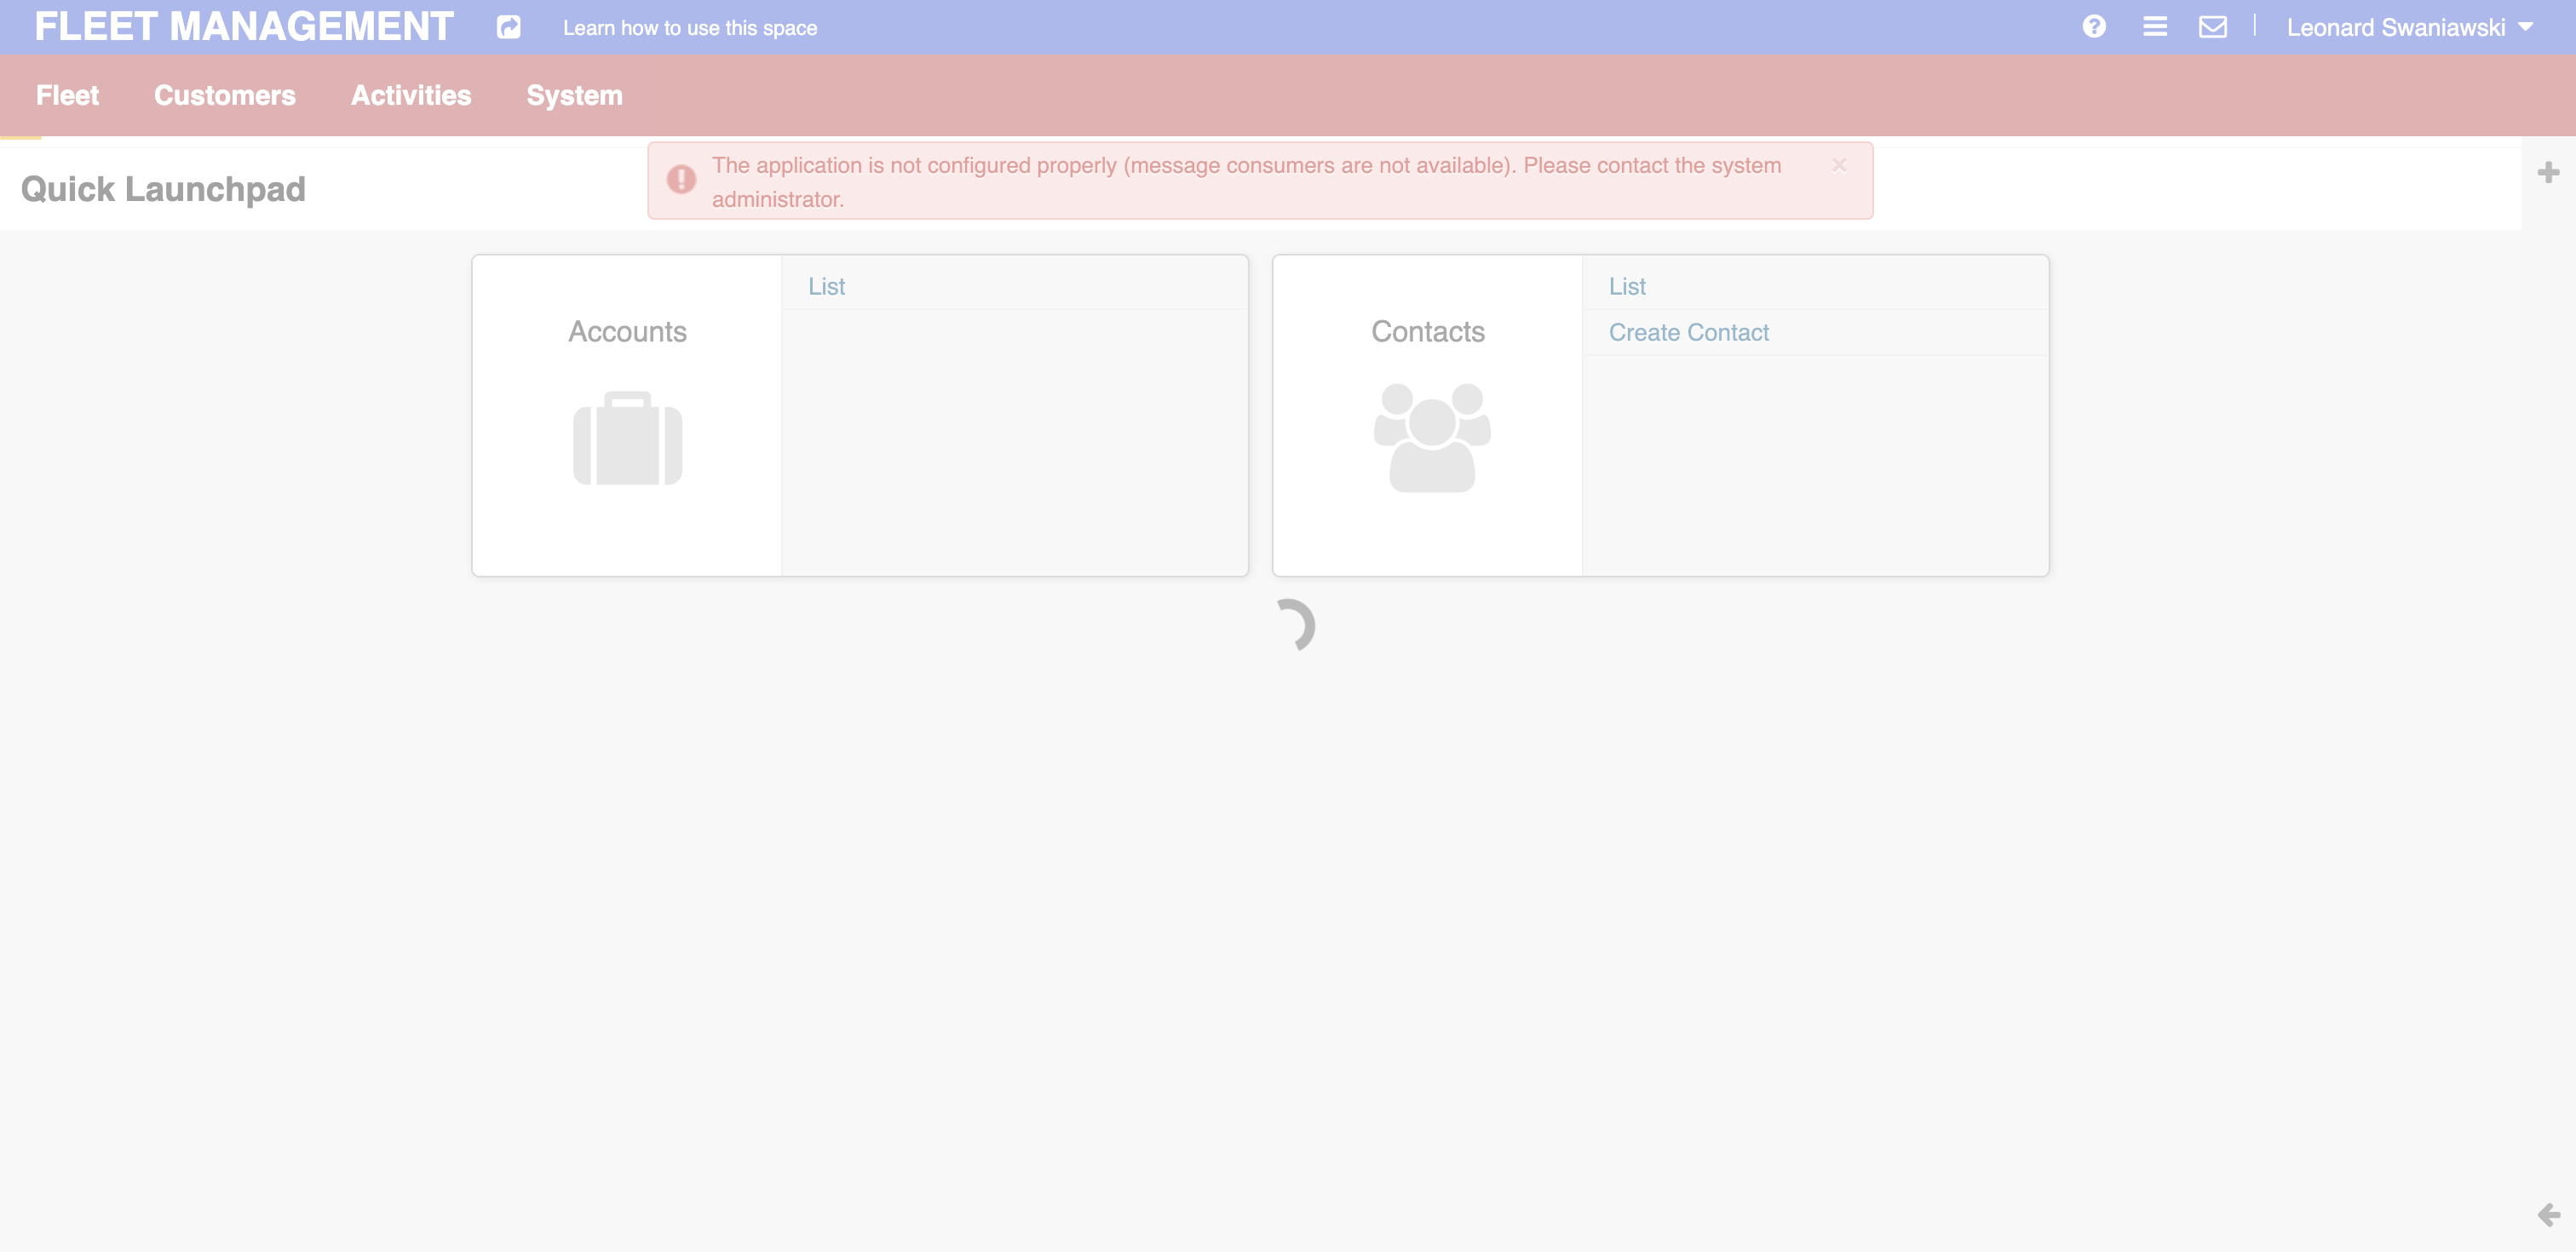 FLEET MANAGEMENT Learn how to use this space Leonard Swaniawski
Fleet Customers Activities System
Quick Launchpad
The application is not configured properly (message consumers are not available). Please contact the system
administrator.
Accounts
List
Contacts
List
Create Contact